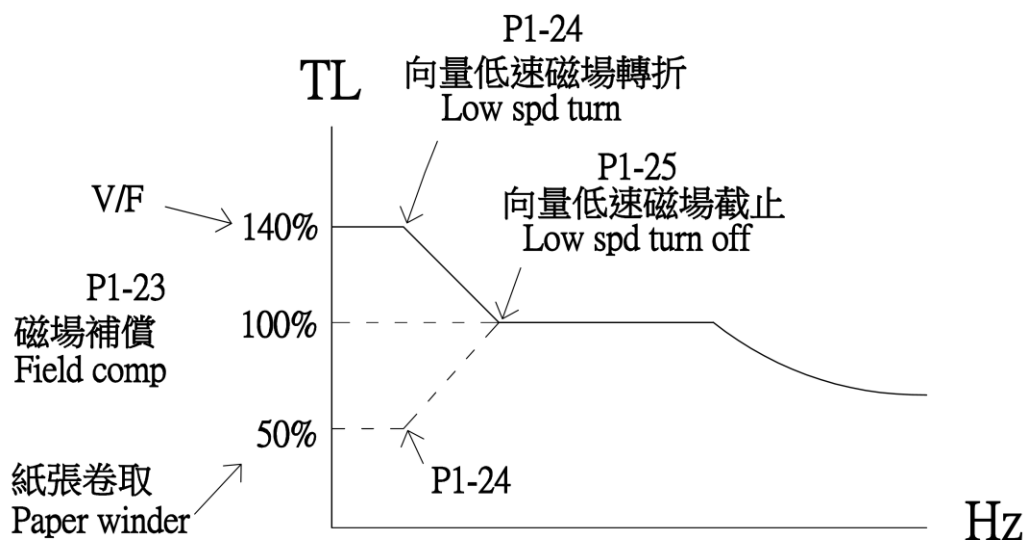 P1-24
向量低速磁場轉折
Low spd turn
TL
P1-25
向量低速磁場截止
Low spd turn off
V/F
140%
P1-23
磁場補償
Field comp
100%
50%
P1-24
紙張卷取
Paper winder
Hz